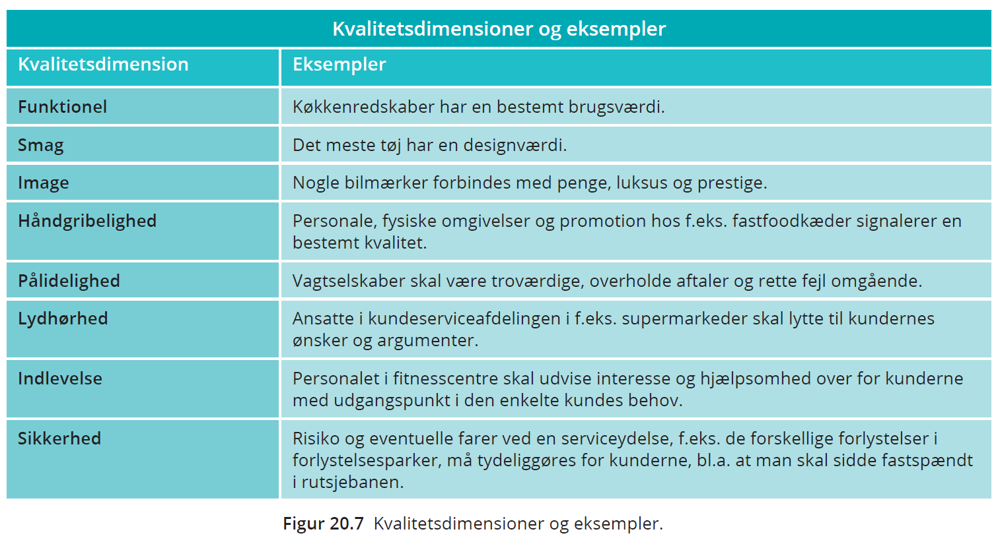 Kvalitetsdimensioner og eksempler
Kvalitetsdimension
Eksempler
Funktionel
Køkkenredskaber har en bestemt brugsværdi.
Smag
Det meste tøj har en designværdi.
Image
Nogle bilmærker forbindes med penge, luksus og prestige.
Håndgribelighed
Personale, fysiske omgivelser og promotion hos f.eks. fastfoodkæder signalerer en
bestemt kvalitet.
Pålidelighed
Vagtselskaber skal være troværdige, overholde aftaler og rette fejl omgående.
Lydhørhed
Ansatte i kundeserviceafdelingen i f.eks. supermarkeder skal lytte til kundernes
ønsker og argumenter.
Indlevelse
Personalet i fitnesscentre skal udvise interesse og hjælpsomhed over for kunderne
med udgangspunkt i den enkelte kundes behov.
Sikkerhed
Risiko og eventuelle farer ved en serviceydelse, f.eks. de forskellige forlystelser i
forlystelsesparker, må tydeliggøres for kunderne, bl.a. at man skal sidde fastspændt
i rutsjebanen.
Figur 20.7 Kvalitetsdimensioner og eksempler.